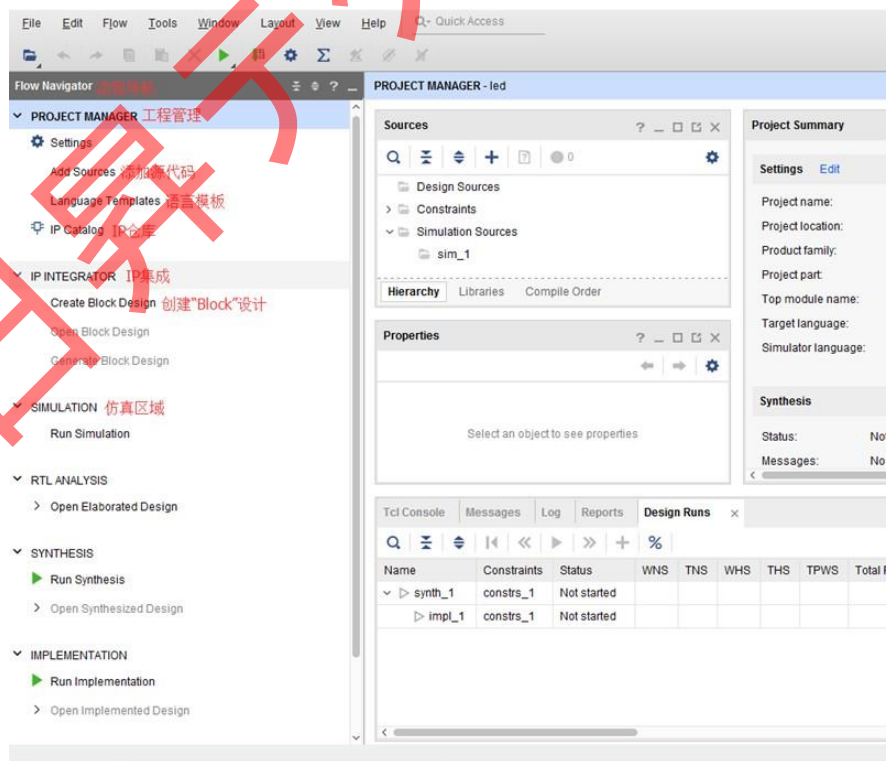 File Edit Flow Tools Window Layout View Help Quick Access
Flow Navigator
PROJECT MANAGER - led
PROJECT MANAGER 工程管理
Settings
Add Sources 添加源代码
Language Templates 语言模板
IP Catalog IP仓库
IP INTEGRATOR IP集成
Create Block Design 创建"Block"设计
Open Block Design
Generate Block Design
SIMULATION 仿真区域
Run Simulation
RTL ANALYSIS
Open Elaborated Design
SYNTHESIS
Run Synthesis
Open Synthesized Design
IMPLEMENTATION
Run Implementation
Open Implemented Design
Sources
0
Design Sources
Constraints
Simulation Sources
sim_1
Hierarchy Libraries Compile Order
Properties
Select an object to see properties
Project Summary
Settings Edit
Project name:
Project location:
Product family:
Project part:
Top module name:
Target language:
Simulator language:
Synthesis
Status:
Messages: No
Tcl Console Messages Log Reports Design Runs
Name Constraints Status WNS TNS WHS THS TPWS Total
synth_1 constrs_1 Not started
impl_1 constrs_1 Not started